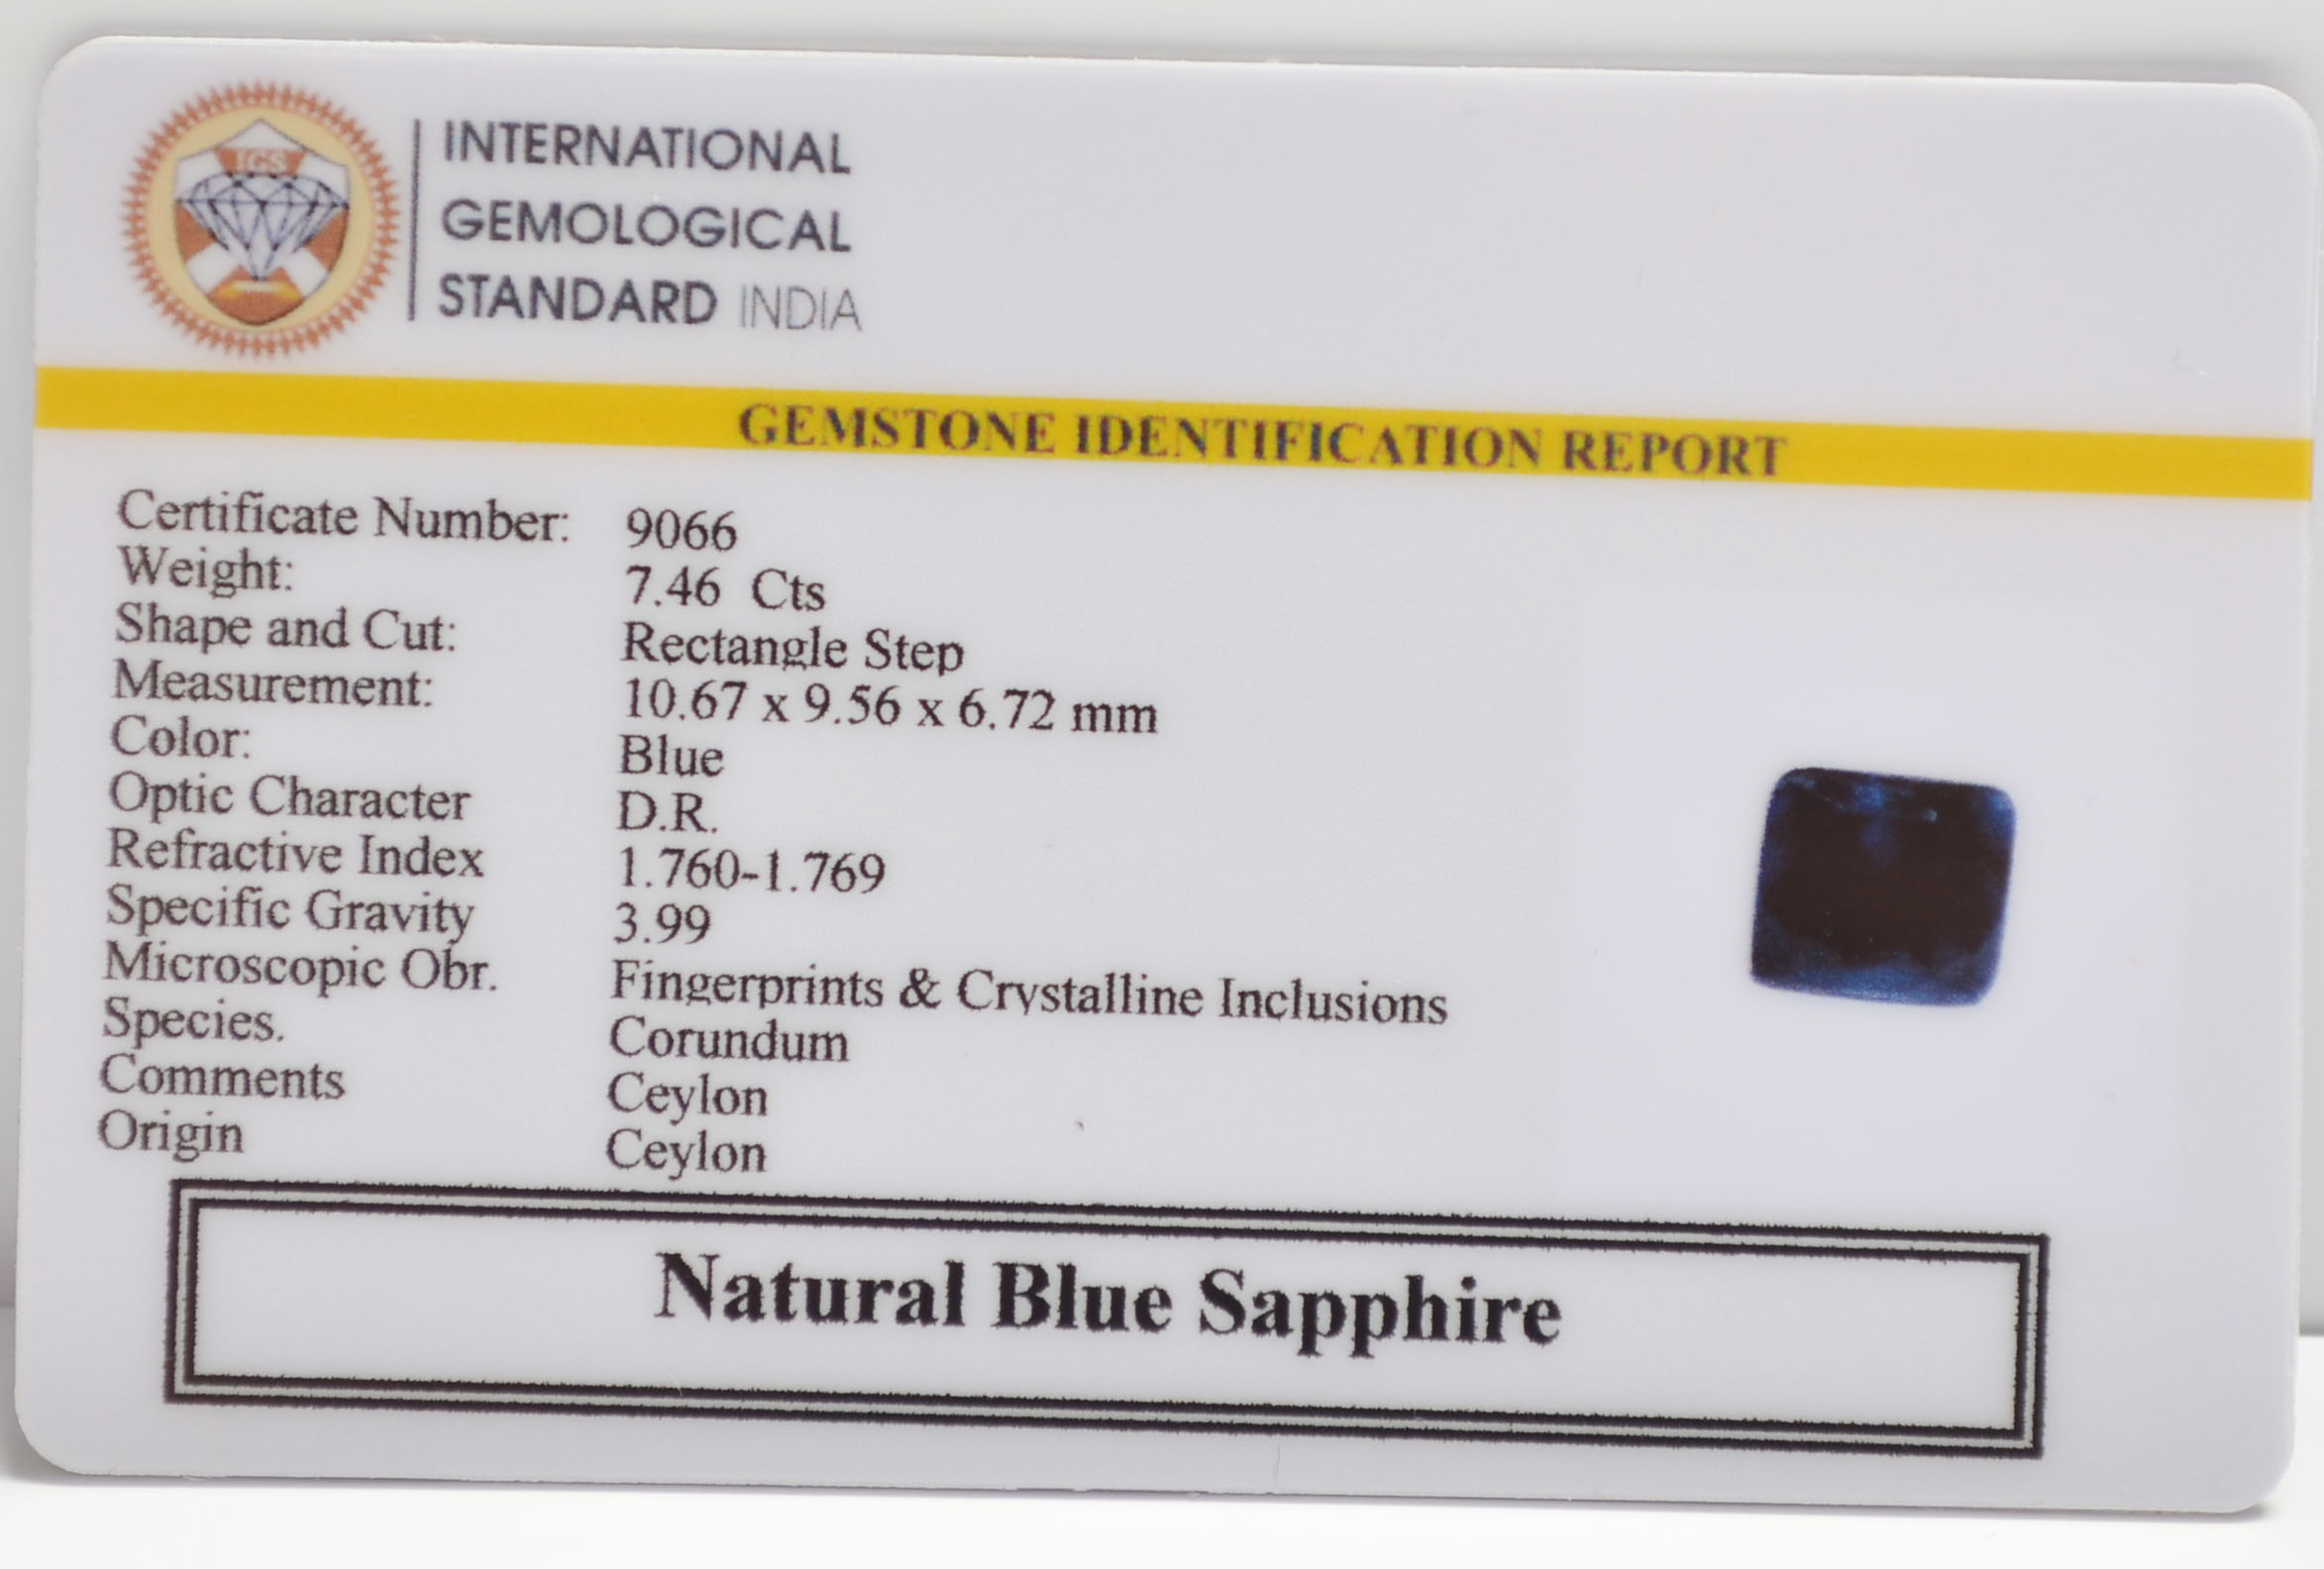 IGS
INTERNATIONAL
GEMOLOGICAL
STANDARD INDIA
GEMSTONE IDENTIFICATION REPORT
Certificate Number: 9066
Weight: 7.46 Cts
Shape and Cut: Rectangle Step
Measurement: 10.67 x 9.56 x 6.72 mm
Color: Blue
Optic Character D.R.
Refractive Index 1.760-1.769
Specific Gravity 3.99
Microscopic Obr. Fingerprints & Crystalline Inclusions
Species. Corundum
Comments Ceylon
Origin Ceylon
Natural Blue Sapphire